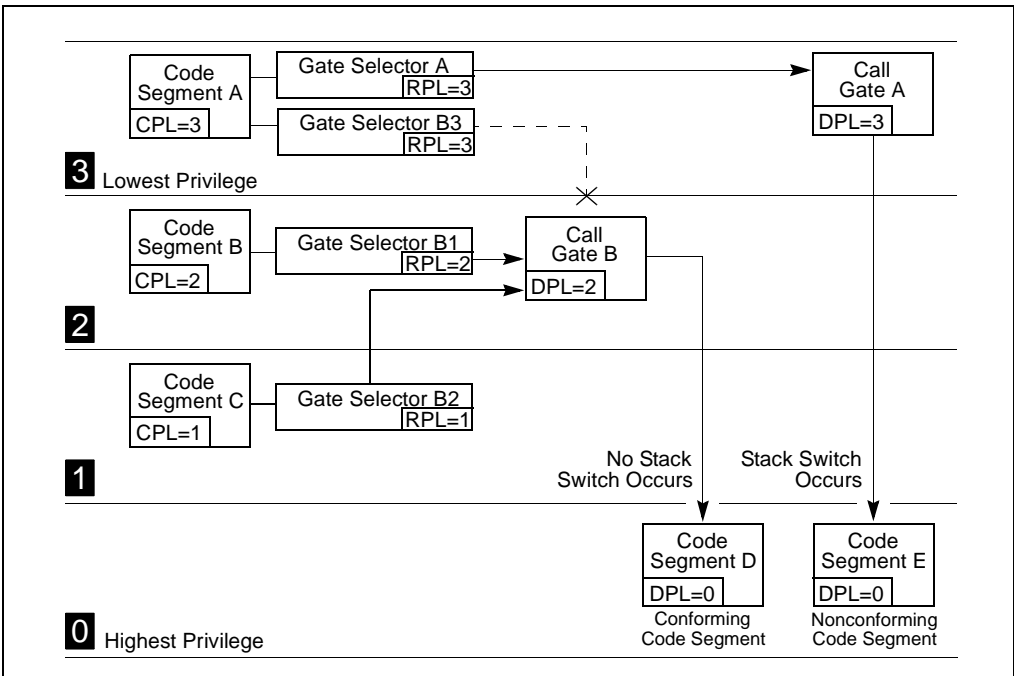 Code
Segment A
CPL=3
Gate Selector A
RPL=3
Gate Selector B3
RPL=3
Call
Gate A
DPL=3
3 Lowest Privilege
Code
Segment B
CPL=2
Gate Selector B1
RPL=2
Call
Gate B
DPL=2
2
Code
Segment C
CPL=1
Gate Selector B2
RPL=1
1
No Stack
Switch Occurs
Stack Switch
Occurs
Code
Segment D
DPL=0
Conforming
Code Segment
Code
Segment E
DPL=0
Nonconforming
Code Segment
0 Highest Privilege